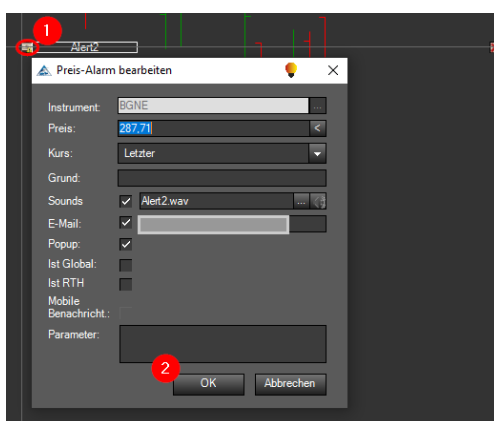 1
Alert2
Preis-Alarm bearbeiten
Instrument: BGNE ...
Preis: 287,71 <
Kurs: Letzter
Grund:
Sounds Alert2.wav ...
E-Mail:
Popup:
Ist Global:
Ist RTH
Mobile
Benachricht.:
Parameter:
2
OK Abbrechen